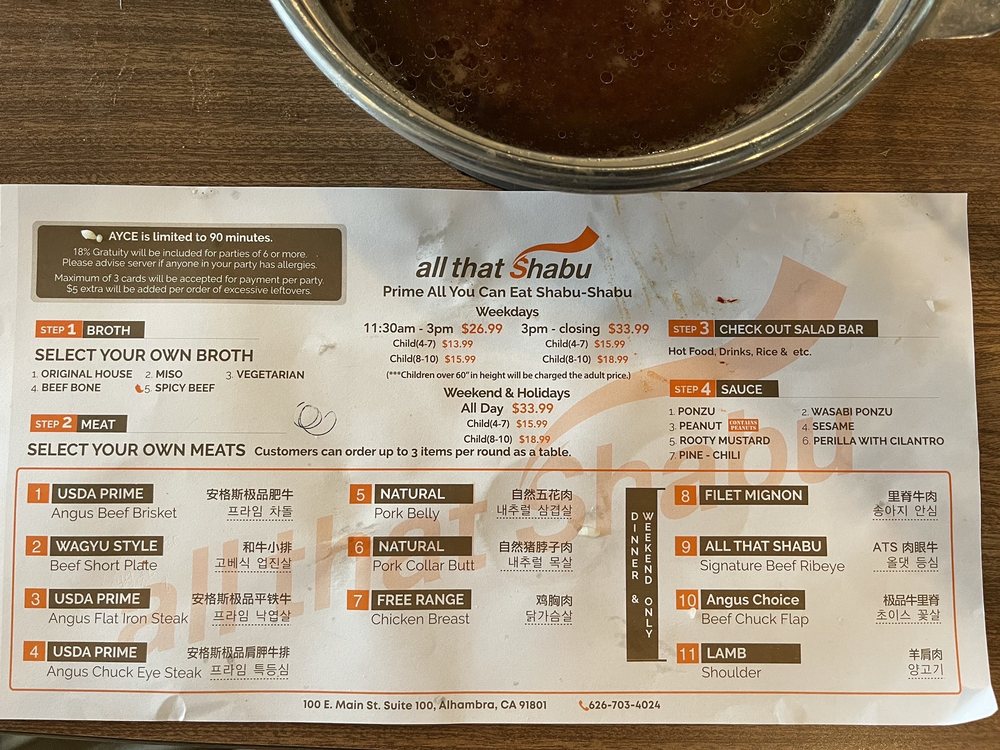 AYCE is limited to 90 minutes.
18% Gratuity will be included for parties of 6 or more.
Please advise server if anyone in your party has allergies.
Maximum of 3 cards will be accepted for payment per party.
$5 extra will be added per order of excessive leftovers.
all that Shabu
Prime All You Can Eat Shabu-Shabu
Weekdays
11:30am - 3pm $26.99 3pm - closing $33.99
Child(4-7) $13.99 Child(4-7) $15.99
Child(8-10) $15.99 Child(8-10) $18.99
(***Children over 60" in height will be charged the adult price.)
Weekend & Holidays
All Day $33.99
Child(4-7) $15.99
Child(8-10) $18.99
STEP 1 BROTH
SELECT YOUR OWN BROTH
1. ORIGINAL HOUSE 2. MISO 3. VEGETARIAN
4. BEEF BONE 5. SPICY BEEF
STEP 2 MEAT
SELECT YOUR OWN MEATS Customers can order up to 3 items per round as a table.
STEP 3 CHECK OUT SALAD BAR
Hot Food, Drinks, Rice & etc.
STEP 4 SAUCE
1. PONZU 2. WASABI PONZU
3. PEANUT CONTAINS PEANUTS 4. SESAME
5. ROOTY MUSTARD 6. PERILLA WITH CILANTRO
7. PINE - CHILI
1 USDA PRIME 安格斯极品肥牛
Angus Beef Brisket 프라임 차돌
2 WAGYU STYLE 和牛小排
Beef Short Plate 고베식 업진살
3 USDA PRIME 安格斯极品平铁牛
Angus Flat Iron Steak 프라임 낙엽살
4 USDA PRIME 安格斯极品肩胛牛排
Angus Chuck Eye Steak 프라임 특등심
5 NATURAL 自然五花肉
Pork Belly 내추럴 삼겹살
6 NATURAL 自然猪脖子肉
Pork Collar Butt 내추럴 목살
7 FREE RANGE 鸡胸肉
Chicken Breast 닭가슴살
DINNER &
WEEKEND ONLY
8 FILET MIGNON 里脊牛肉
송아지 안심
9 ALL THAT SHABU ATS 肉眼牛
Signature Beef Ribeye 올댓 등심
10 Angus Choice 极品牛里脊
Beef Chuck Flap 초이스 꽃살
11 LAMB 羊肩肉
Shoulder 양고기
all that Shabu
100 E. Main St. Suite 100, Alhambra, CA 91801 626-703-4024